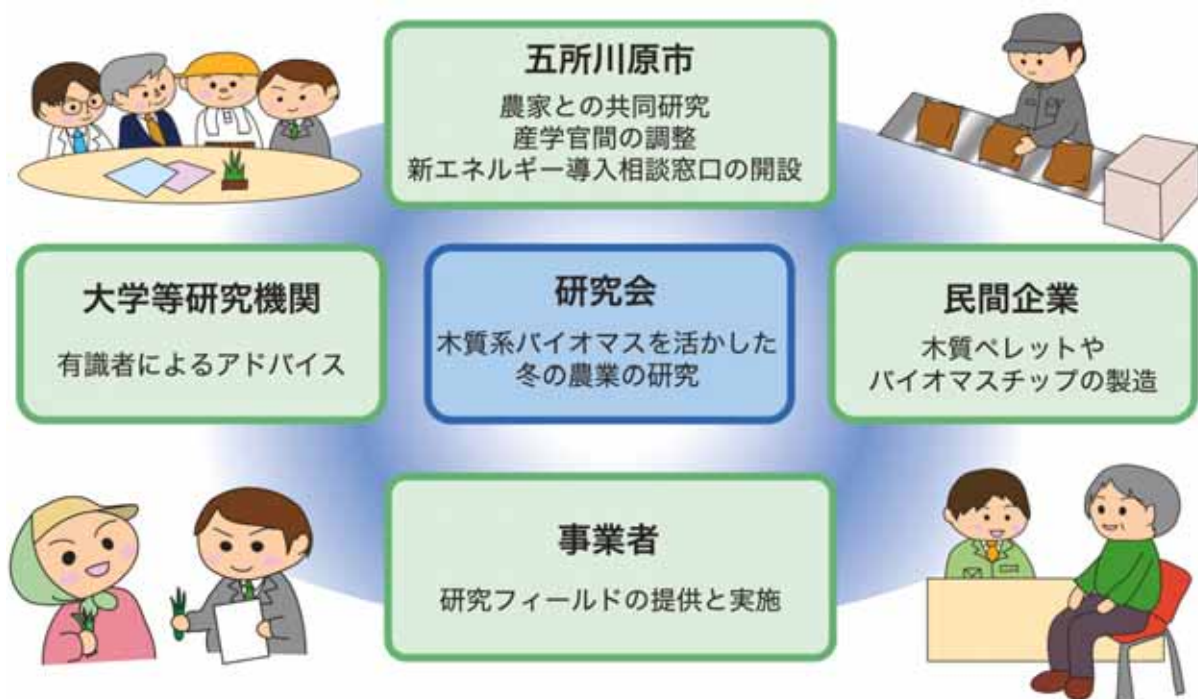 五所川原市
農家との共同研究
産学官間の調整
新エネルギー導入相談窓口の開設
大学等研究機関
有識者によるアドバイス
研究会
木質系バイオマスを活かした
冬の農業の研究
民間企業
木質ペレットや
バイオマスチップの製造
事業者
研究フィールドの提供と実施